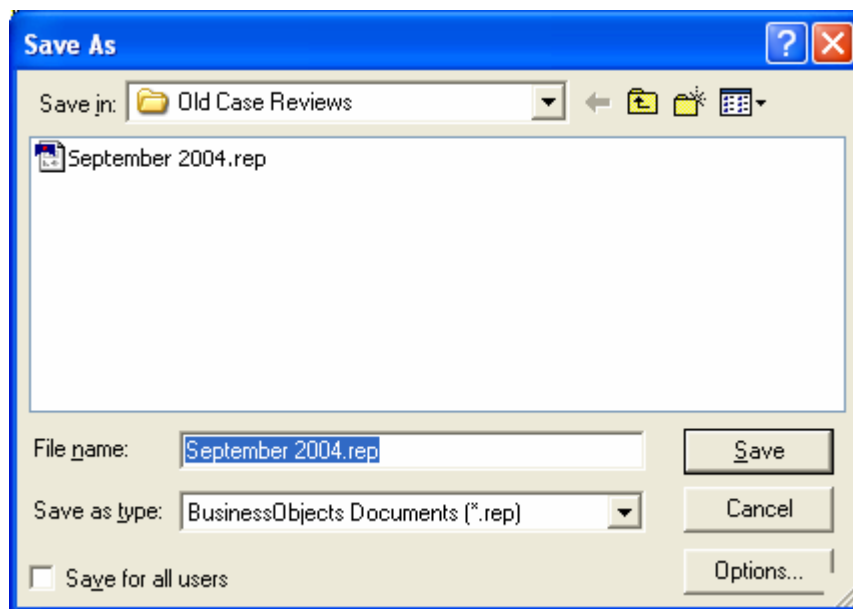 Save As
Save in: Old Case Reviews
September 2004.rep
File name: September 2004.rep Save
Save as type: BusinessObjects Documents (*.rep) Cancel
Save for all users Options...